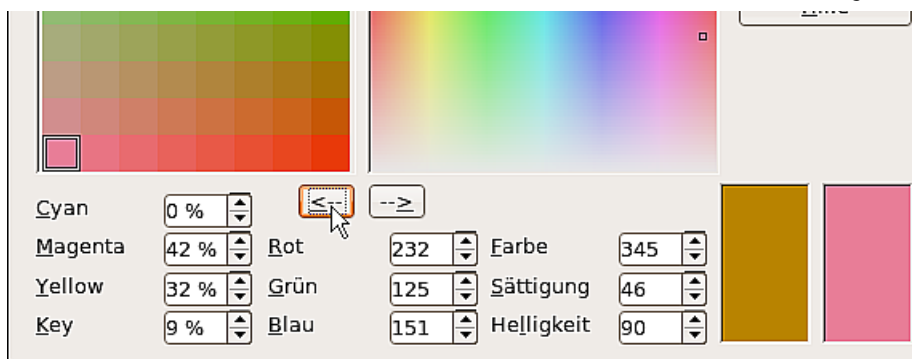 Cyan 0 % <-- -->
Magenta 42 % Rot 232 Farbe 345
Yellow 32 % Grün 125 Sättigung 46
Key 9 % Blau 151 Helligkeit 90